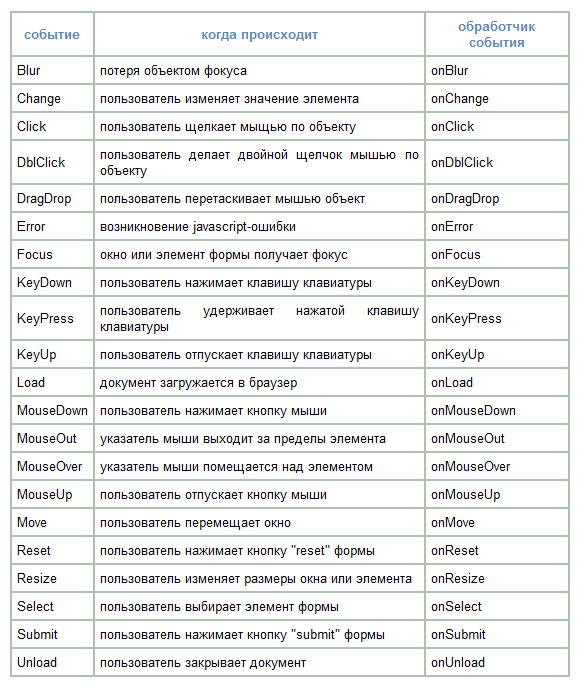 событие когда происходит обработчик
события
Blur потеря объектом фокуса onBlur
Change пользователь изменяет значение элемента onChange
Click пользователь щелкает мыщью по объекту onClick
DblClick пользователь делает двойной щелчок мышью по
объекту onDblClick
DragDrop пользователь перетаскивает мышью объект onDragDrop
Error возникновение javascript-ошибки onError
Focus окно или элемент формы получает фокус onFocus
KeyDown пользователь нажимает клавишу клавиатуры onKeyDown
KeyPress пользователь удерживает нажатой клавишу
клавиатуры onKeyPress
KeyUp пользователь отпускает клавишу клавиатуры onKeyUp
Load документ загружается в браузер onLoad
MouseDown пользователь нажимает кнопку мыши onMouseDown
MouseOut указатель мыши выходит за пределы элемента onMouseOut
MouseOver указатель мыши помещается над элементом onMouseOver
MouseUp пользователь отпускает кнопку мыши onMouseUp
Move пользователь перемещает окно onMove
Reset пользователь нажимает кнопку "reset" формы onReset
Resize пользователь изменяет размеры окна или элемента onResize
Select пользователь выбирает элемент формы onSelect
Submit пользователь нажимает кнопку "submit" формы onSubmit
Unload пользователь закрывает документ onUnload